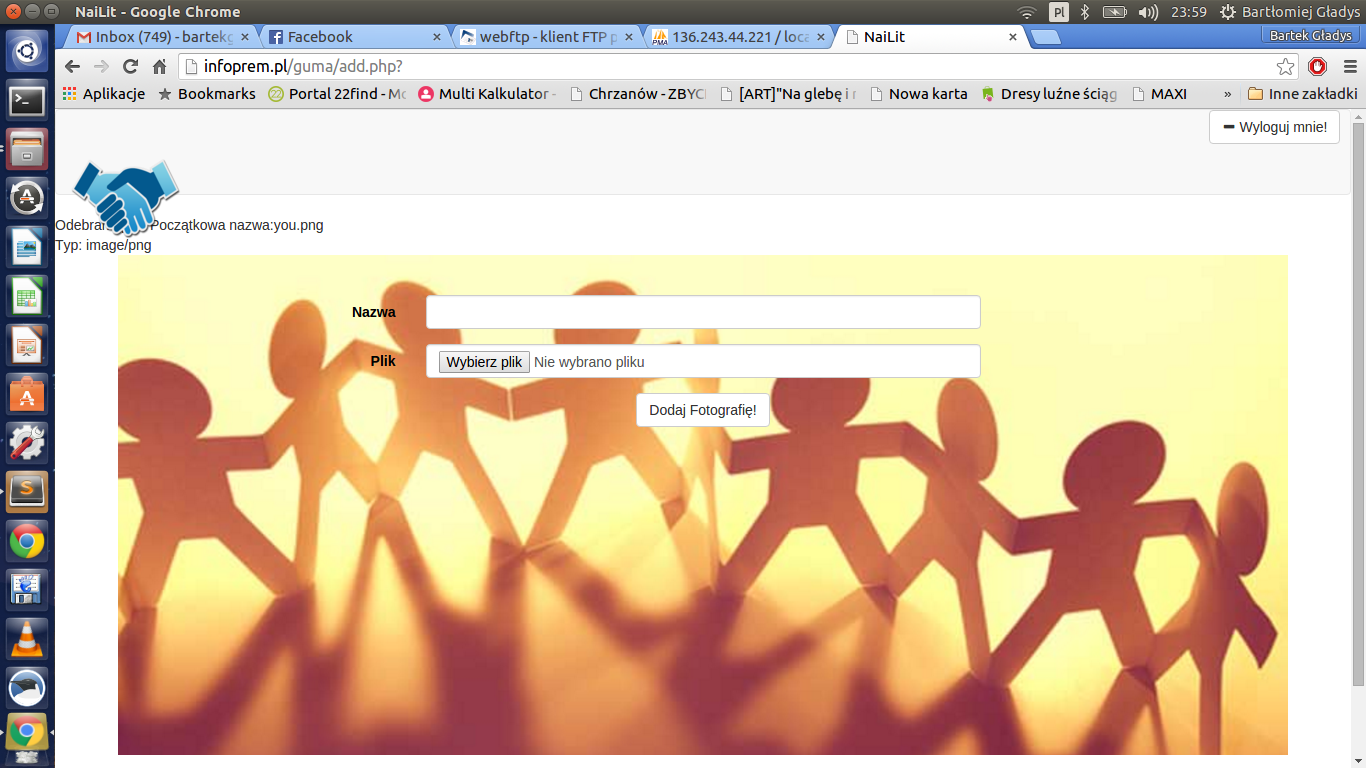 NaiLit - Google Chrome
Pl 23:59 Bartłomiej Gładys
Inbox (749) - bartekg
Facebook
webftp - klient FTP p
136.243.44.221 / loca
NaiLit
Bartek Gładys
infoprem.pl/guma/add.php?
Aplikacje
Bookmarks
Portal 22find - Mo
Multi Kalkulator -
Chrzanów - ZBYC
[ART]"Na glebę i r
Nowa karta
Dresy luźne ściąg
MAXI
»
Inne zakładki
Wyloguj mnie!
Odebran Początkowa nazwa:you.png
Typ: image/png
Nazwa
Plik
Wybierz plik Nie wybrano pliku
Dodaj Fotografię!